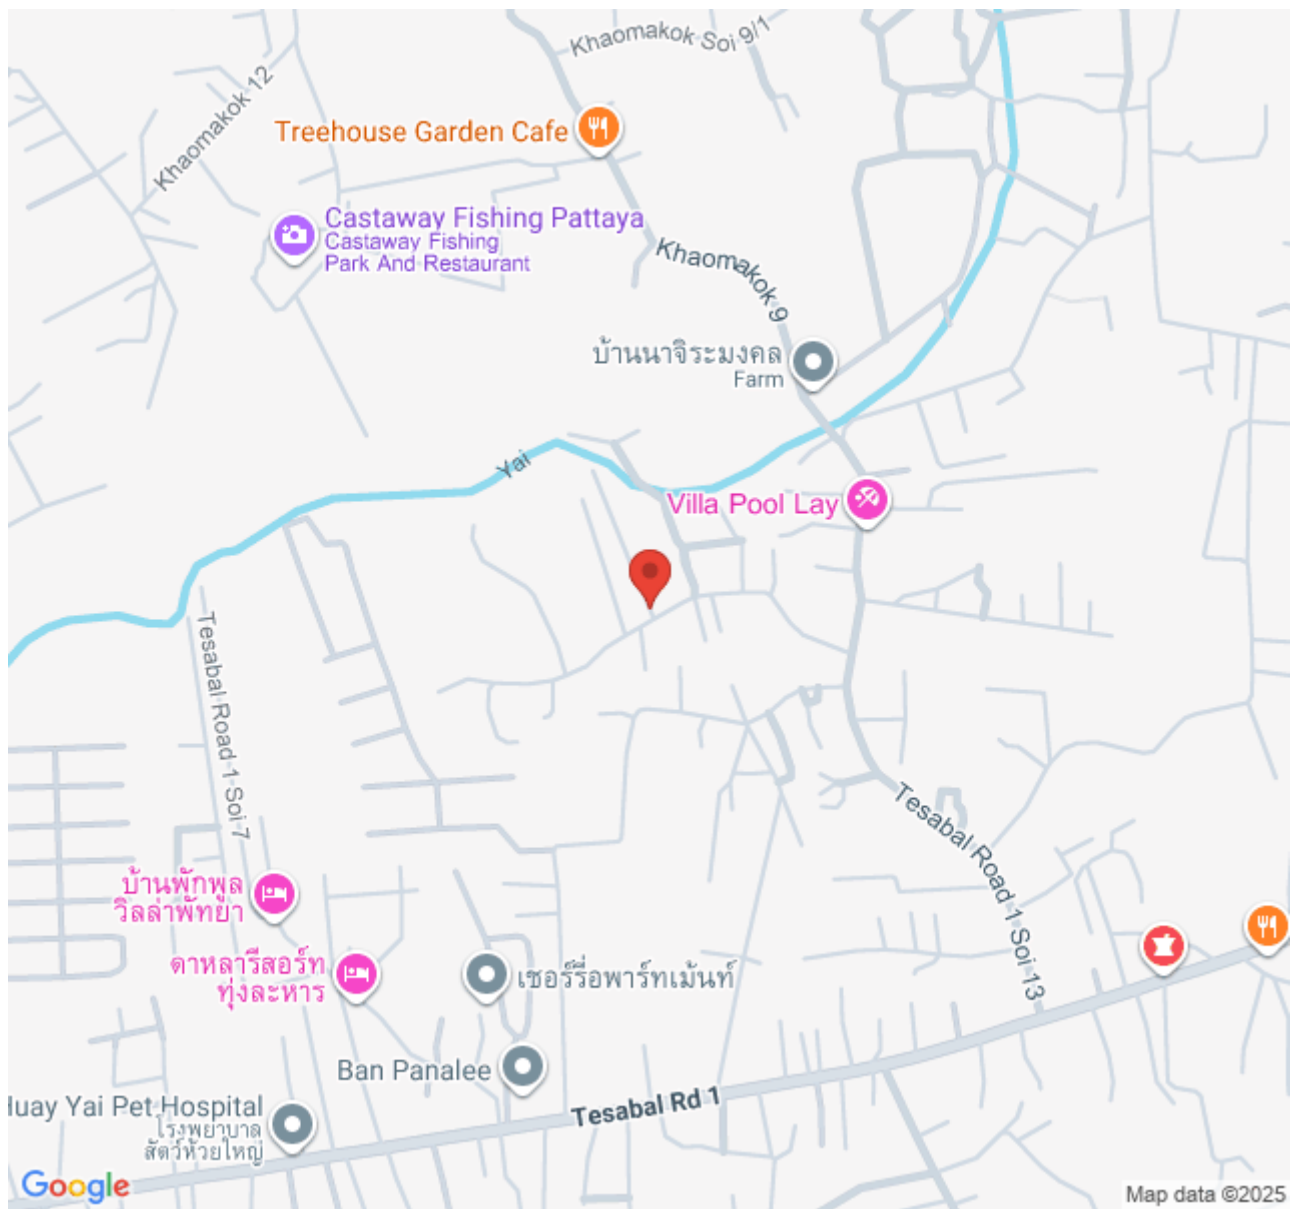 Khaomakok Soi 9/1
Khaomakok 12
Treehouse Garden Cafe
Castaway Fishing Pattaya
Castaway Fishing
Park And Restaurant
Khaomakok 9
บ้านนาจิระมงคล
Farm
Yai
Villa Pool Lay
Tesabal Road 1 Soi 7
Tesabal Road 1 Soi 13
บ้านพักพูล
วิลล่าพัทยา
ดาหลารีสอร์ท
ทุ่งละหาร
เชอร์รี่อพาร์ทเม้นท์
Ban Panalee
Tesabal Rd 1
Huay Yai Pet Hospital
โรงพยาบาล
สัตว์ห้วยใหญ่
Google
Map data ©2025